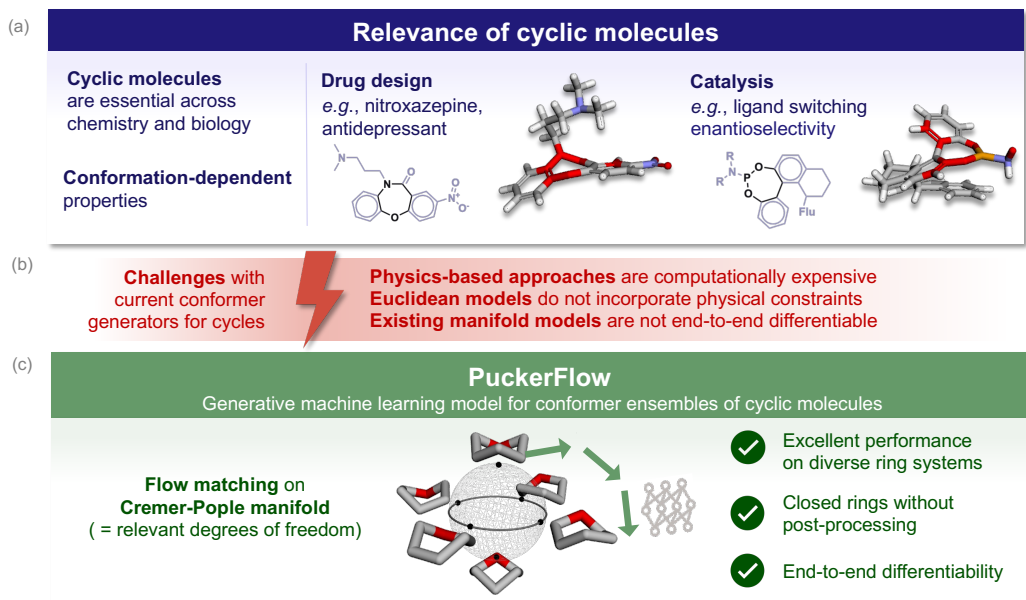 (a)
Relevance of cyclic molecules
Cyclic molecules
are essential across
chemistry and biology
Conformation-dependent
properties
Drug design
e.g., nitroxazepine,
antidepressant
N
N
O
O
N+
O
O-
Catalysis
e.g., ligand switching
enantioselectivity
R
N
R
P
O
O
Flu
(b)
Challenges with
current conformer
generators for cycles
Physics-based approaches are computationally expensive
Euclidean models do not incorporate physical constraints
Existing manifold models are not end-to-end differentiable
(c)
PuckerFlow
Generative machine learning model for conformer ensembles of cyclic molecules
Flow matching on
Cremer-Pople manifold
( = relevant degrees of freedom)
Excellent performance
on diverse ring systems
Closed rings without
post-processing
End-to-end differentiability